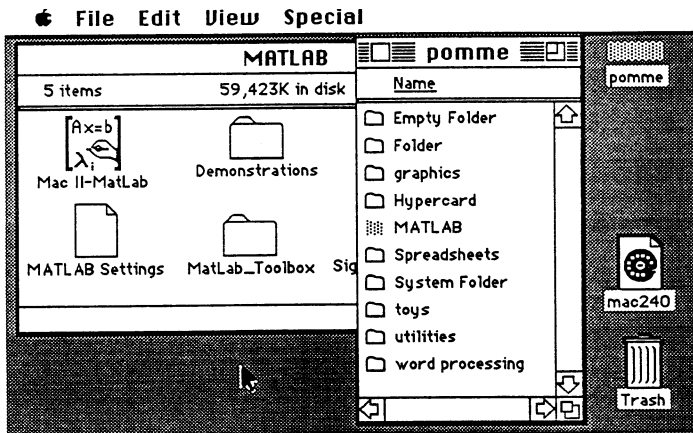 File Edit View Special
MATLAB
5 items 59,423K in disk
Ax=b
λi
Mac II-MatLab
Demonstrations
MATLAB Settings
MatLab_Toolbox
Sig
pomme
Name
Empty Folder
Folder
graphics
Hypercard
MATLAB
Spreadsheets
System Folder
toys
utilities
word processing
pomme
mac240
Trash